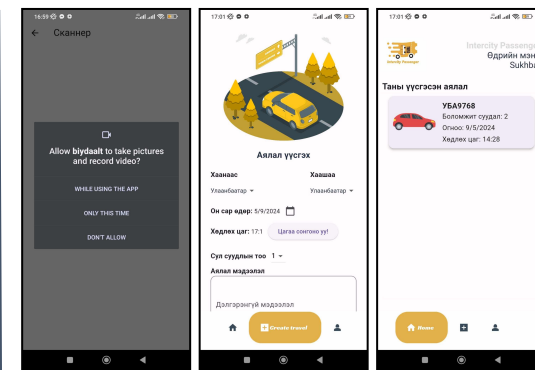 16:59
Сканнер
Allow biydaalt to take pictures
and record video?
WHILE USING THE APP
ONLY THIS TIME
DON'T ALLOW
17:01
Аялал үүсгэх
Хаанаас
Хаашаа
Улаанбаатар
Улаанбаатар
Он сар өдөр: 5/9/2024
Хөдлөх цаг: 17:1
Цагаа сонгоно уу!
Сул суудлын тоо 1
Аялал мэдээлэл
Дэлгэрэнгүй мэдээлэл
Create travel
17:01
Intercity Passenger
Intercity Passenge
Өдрийн мэн
Sukhba
Таны үүсгэсэн аялал
УБА9768
Боломжит суудал: 2
Огноо: 9/5/2024
Хөдлөх цаг: 14:28
Home